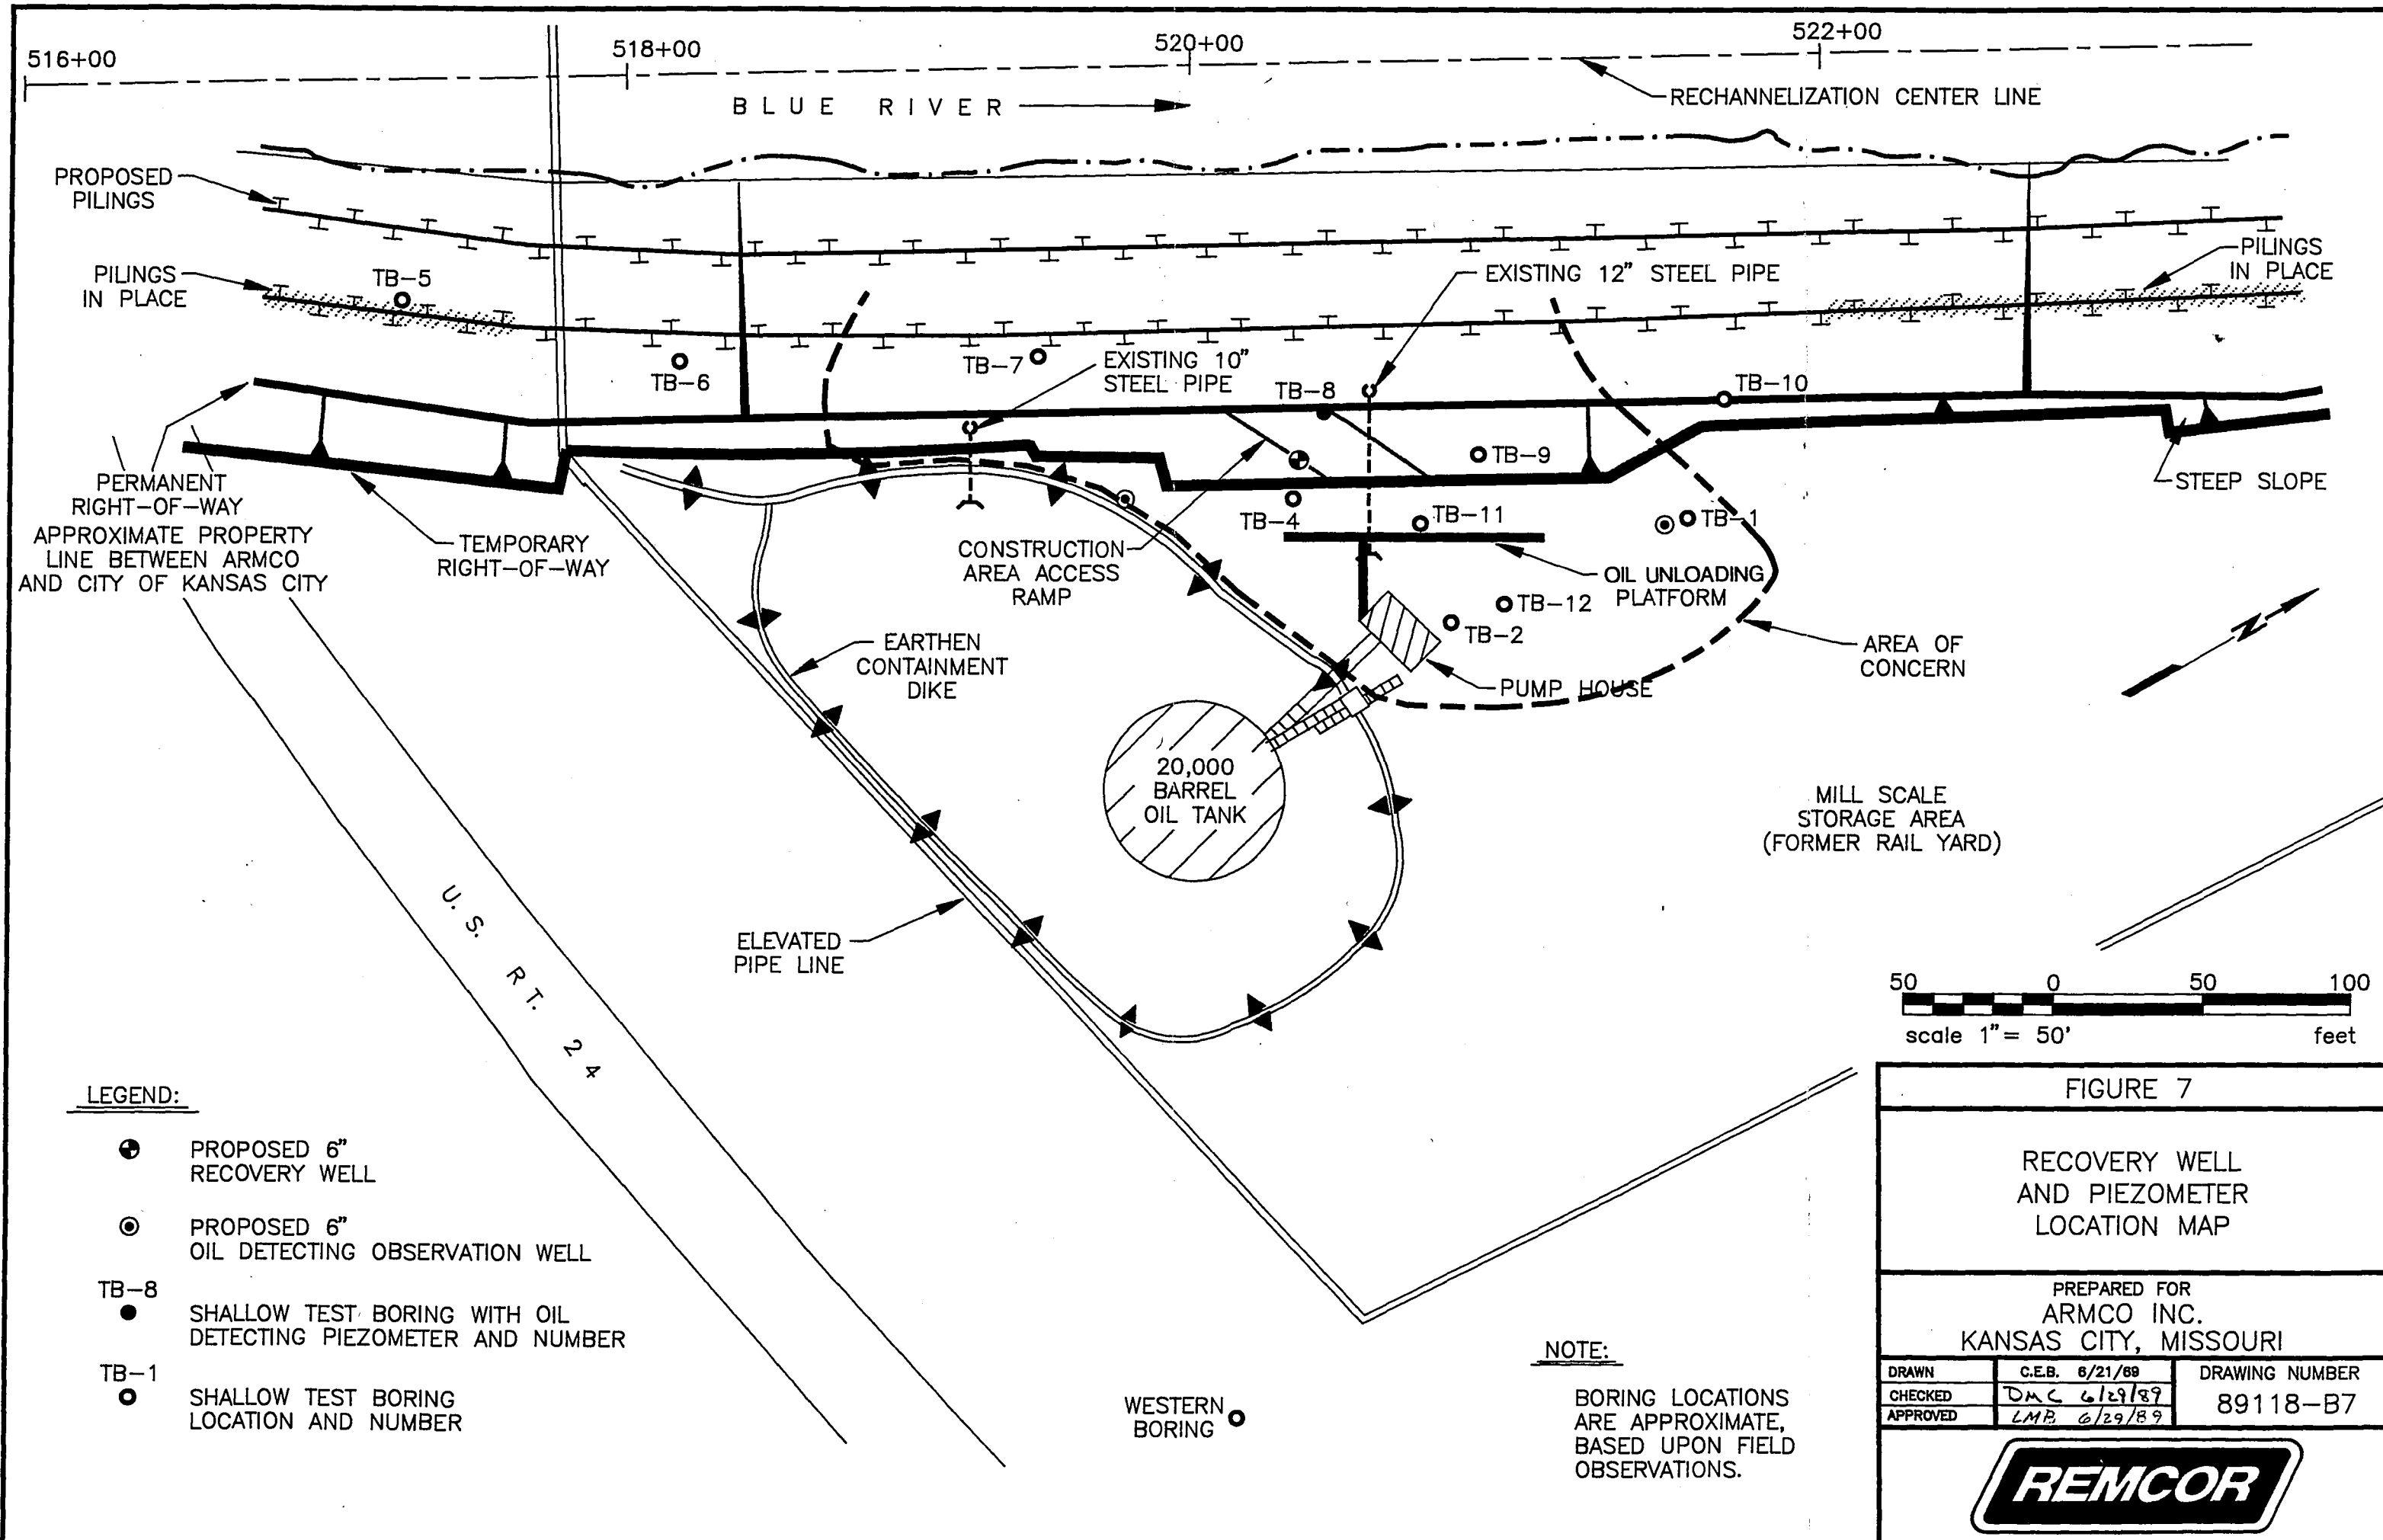 516+00
518+00
520+00
522+00
BLUE RIVER
RECHANNELIZATION CENTER LINE
PROPOSED
PILINGS
PILINGS
IN PLACE
TB-5
TB-6
TB-7
EXISTING 10"
STEEL PIPE
EXISTING 12" STEEL PIPE
TB-8
PILINGS
IN PLACE
TB-10
TB-9
STEEP SLOPE
PERMANENT
RIGHT-OF-WAY
APPROXIMATE PROPERTY
LINE BETWEEN ARMCO
AND CITY OF KANSAS CITY
TEMPORARY
RIGHT-OF-WAY
CONSTRUCTION
AREA ACCESS
RAMP
TB-4
TB-11
TB-1
OIL UNLOADING
PLATFORM
TB-12
TB-2
AREA OF
CONCERN
N
EARTHEN
CONTAINMENT
DIKE
PUMP HOUSE
20,000
BARREL
OIL TANK
MILL SCALE
STORAGE AREA
(FORMER RAIL YARD)
U.S. RT. 24
ELEVATED
PIPE LINE
50 0 50 100
scale 1" = 50' feet
LEGEND:
PROPOSED 6"
RECOVERY WELL
PROPOSED 6"
OIL DETECTING OBSERVATION WELL
TB-8
SHALLOW TEST BORING WITH OIL
DETECTING PIEZOMETER AND NUMBER
TB-1
SHALLOW TEST BORING
LOCATION AND NUMBER
WESTERN
BORING
NOTE:
BORING LOCATIONS
ARE APPROXIMATE,
BASED UPON FIELD
OBSERVATIONS.
FIGURE 7
RECOVERY WELL
AND PIEZOMETER
LOCATION MAP
PREPARED FOR
ARMCO INC.
KANSAS CITY, MISSOURI
DRAWN C.E.B. 6/21/89
CHECKED DMC 6/29/89
APPROVED LMB 6/29/89
DRAWING NUMBER
89118-B7
REMCOR